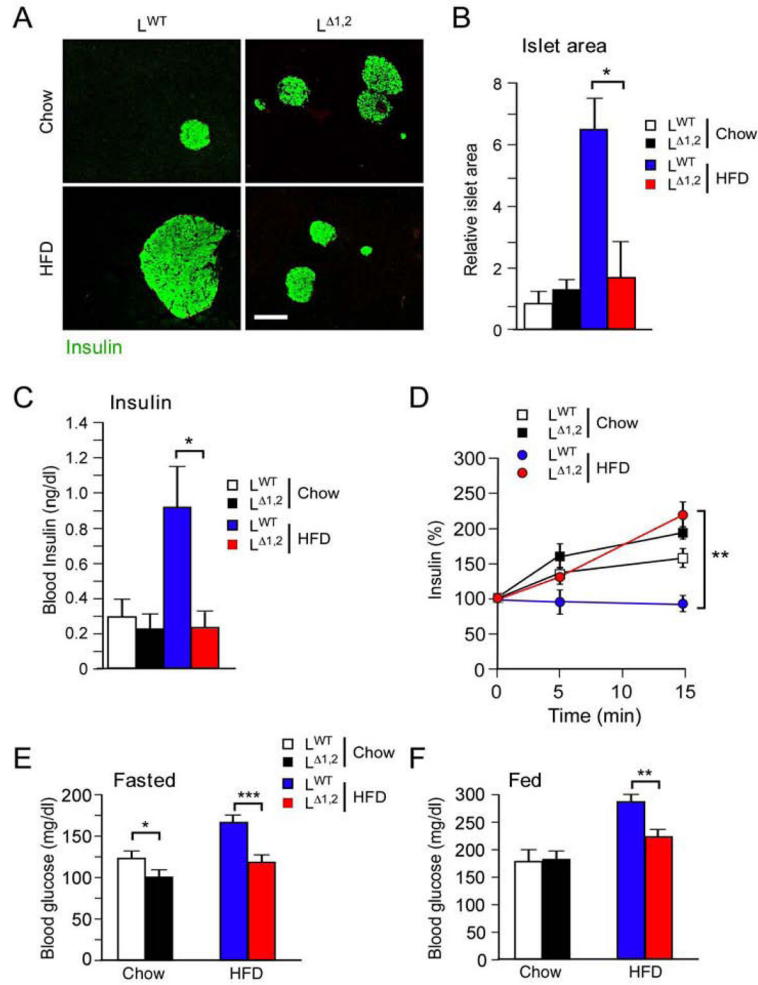 A
L^WT
L^Δ1,2
Chow
HFD
Insulin
B
Islet area
Relative islet area
8
6
4
2
0
L^WT
L^Δ1,2
Chow
L^WT
L^Δ1,2
HFD
*
C
Insulin
Blood Insulin (ng/dl)
1.4
1.2
1.0
0.8
0.6
0.4
0.2
0
*
L^WT
L^Δ1,2
Chow
L^WT
L^Δ1,2
HFD
D
L^WT
L^Δ1,2
Chow
L^WT
L^Δ1,2
HFD
Insulin (%)
300
250
200
150
100
50
0
**
0 5 10 15
Time (min)
E
Fasted
L^WT
L^Δ1,2
Chow
L^WT
L^Δ1,2
HFD
Blood glucose (mg/dl)
200
150
100
50
0
*
***
Chow HFD
F
Fed
Blood glucose (mg/dl)
300
250
200
150
100
50
0
**
Chow HFD